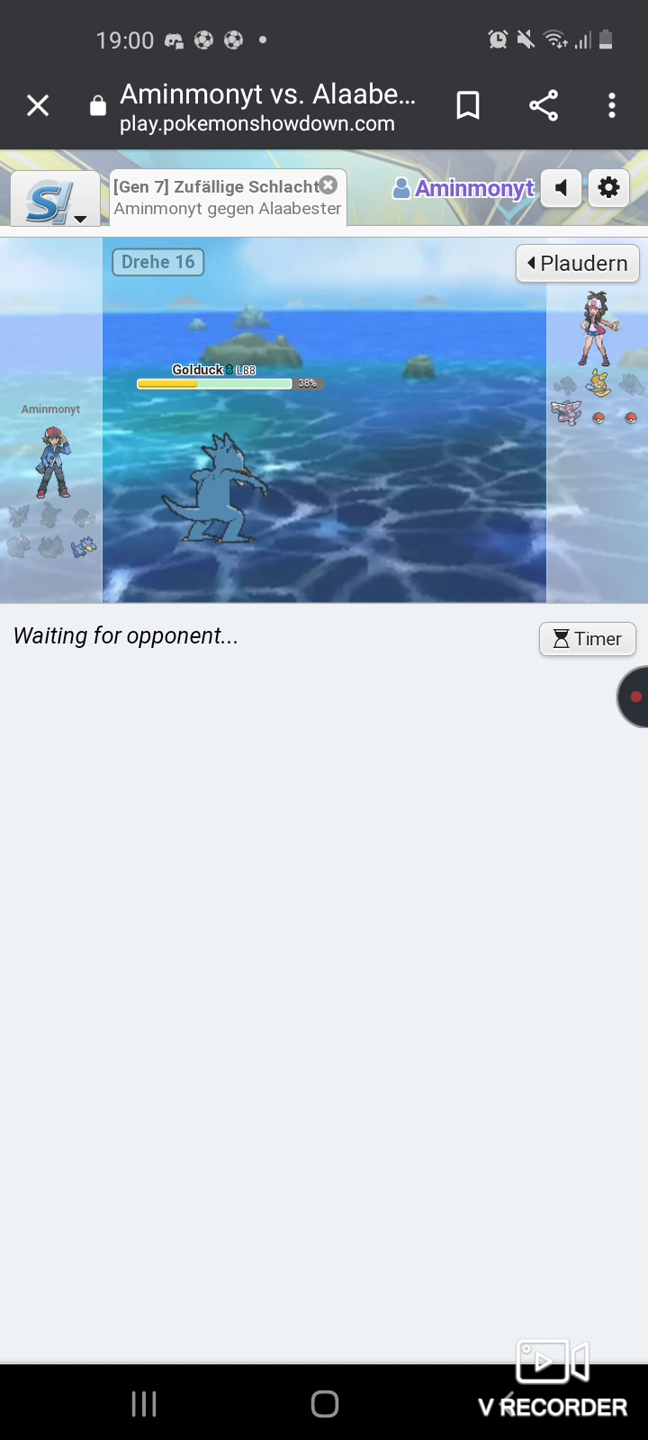 19:00
Aminmonyt vs. Alaabe...
play.pokemonshowdown.com
S!
[Gen 7] Zufällige Schlacht
Aminmonyt gegen Alaabester
Aminmonyt
Drehe 16
Plaudern
Golduck L88
38%
Aminmonyt
Waiting for opponent...
Timer
V RECORDER